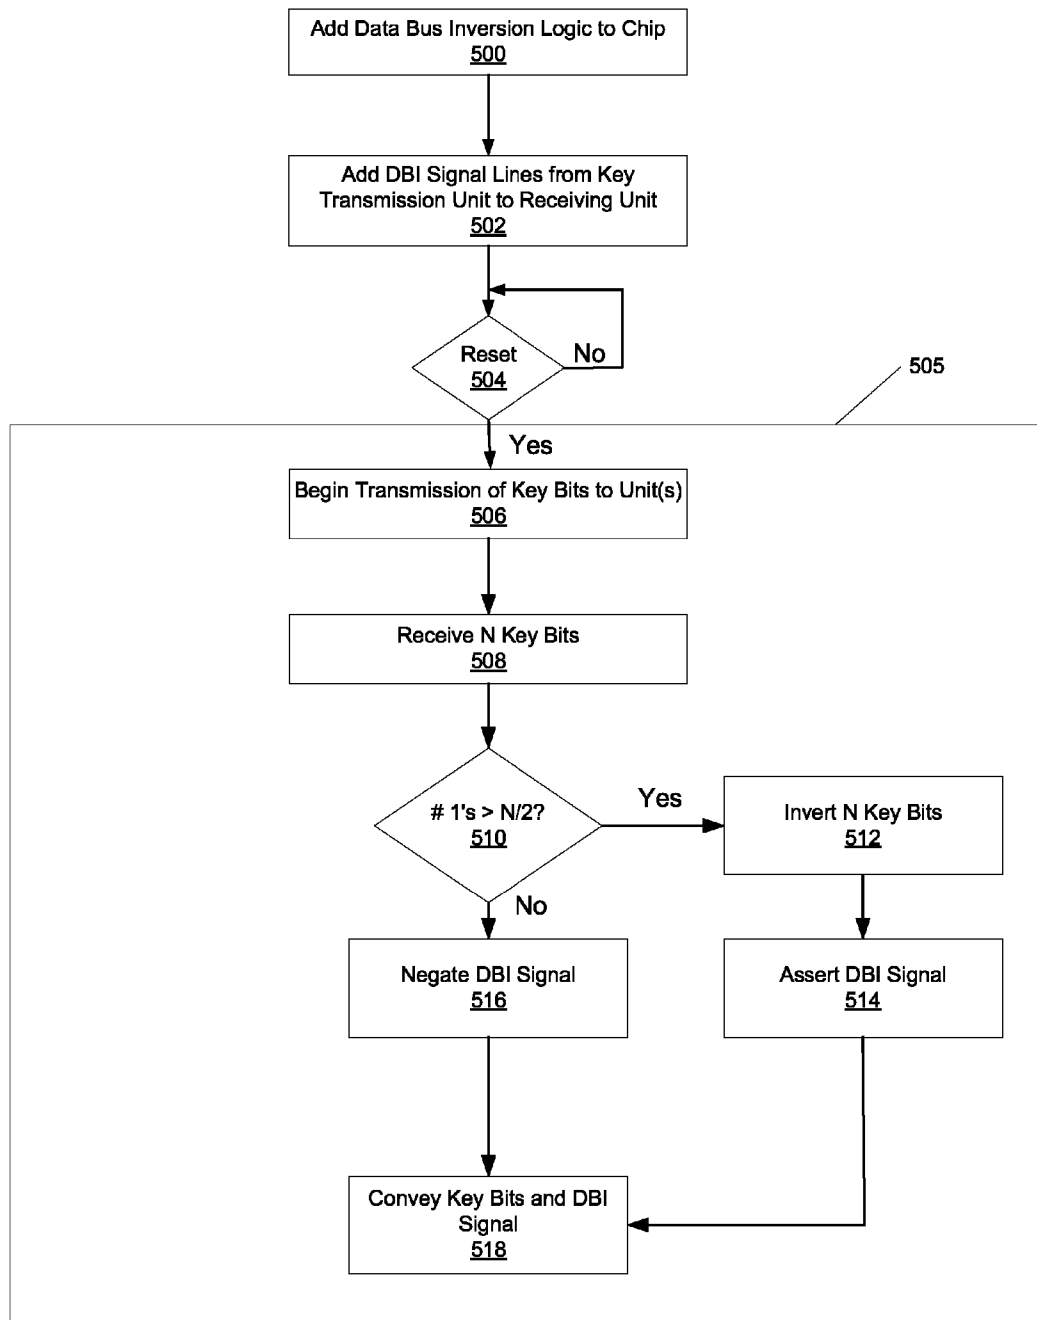 Add Data Bus Inversion Logic to Chip
500
Add DBI Signal Lines from Key
Transmission Unit to Receiving Unit
502
Reset
504
No
505
Yes
Begin Transmission of Key Bits to Unit(s)
506
Receive N Key Bits
508
# 1's > N/2?
510
Yes
Invert N Key Bits
512
No
Negate DBI Signal
516
Assert DBI Signal
514
Convey Key Bits and DBI
Signal
518